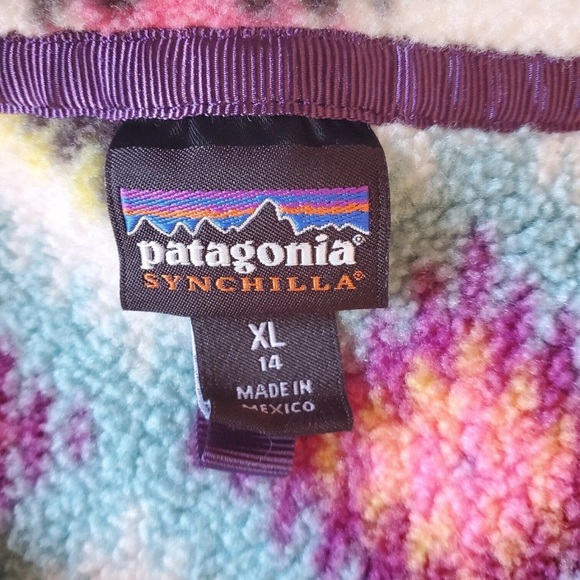 patagonia®
SYNCHILLA®
XL
14
MADE IN
MEXICO